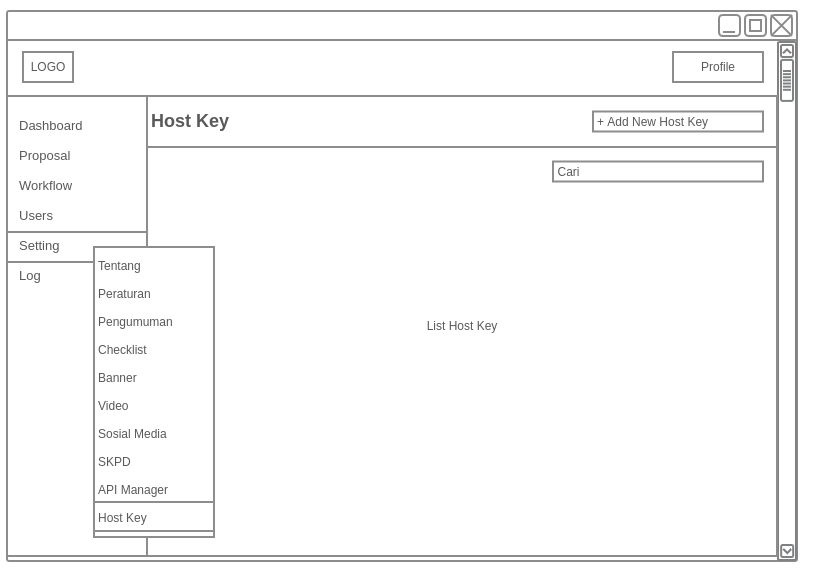 LOGO
Profile
Dashboard
Proposal
Workflow
Users
Setting
Log
Tentang
Peraturan
Pengumuman
Checklist
Banner
Video
Sosial Media
SKPD
API Manager
Host Key
Host Key
+ Add New Host Key
Cari
List Host Key